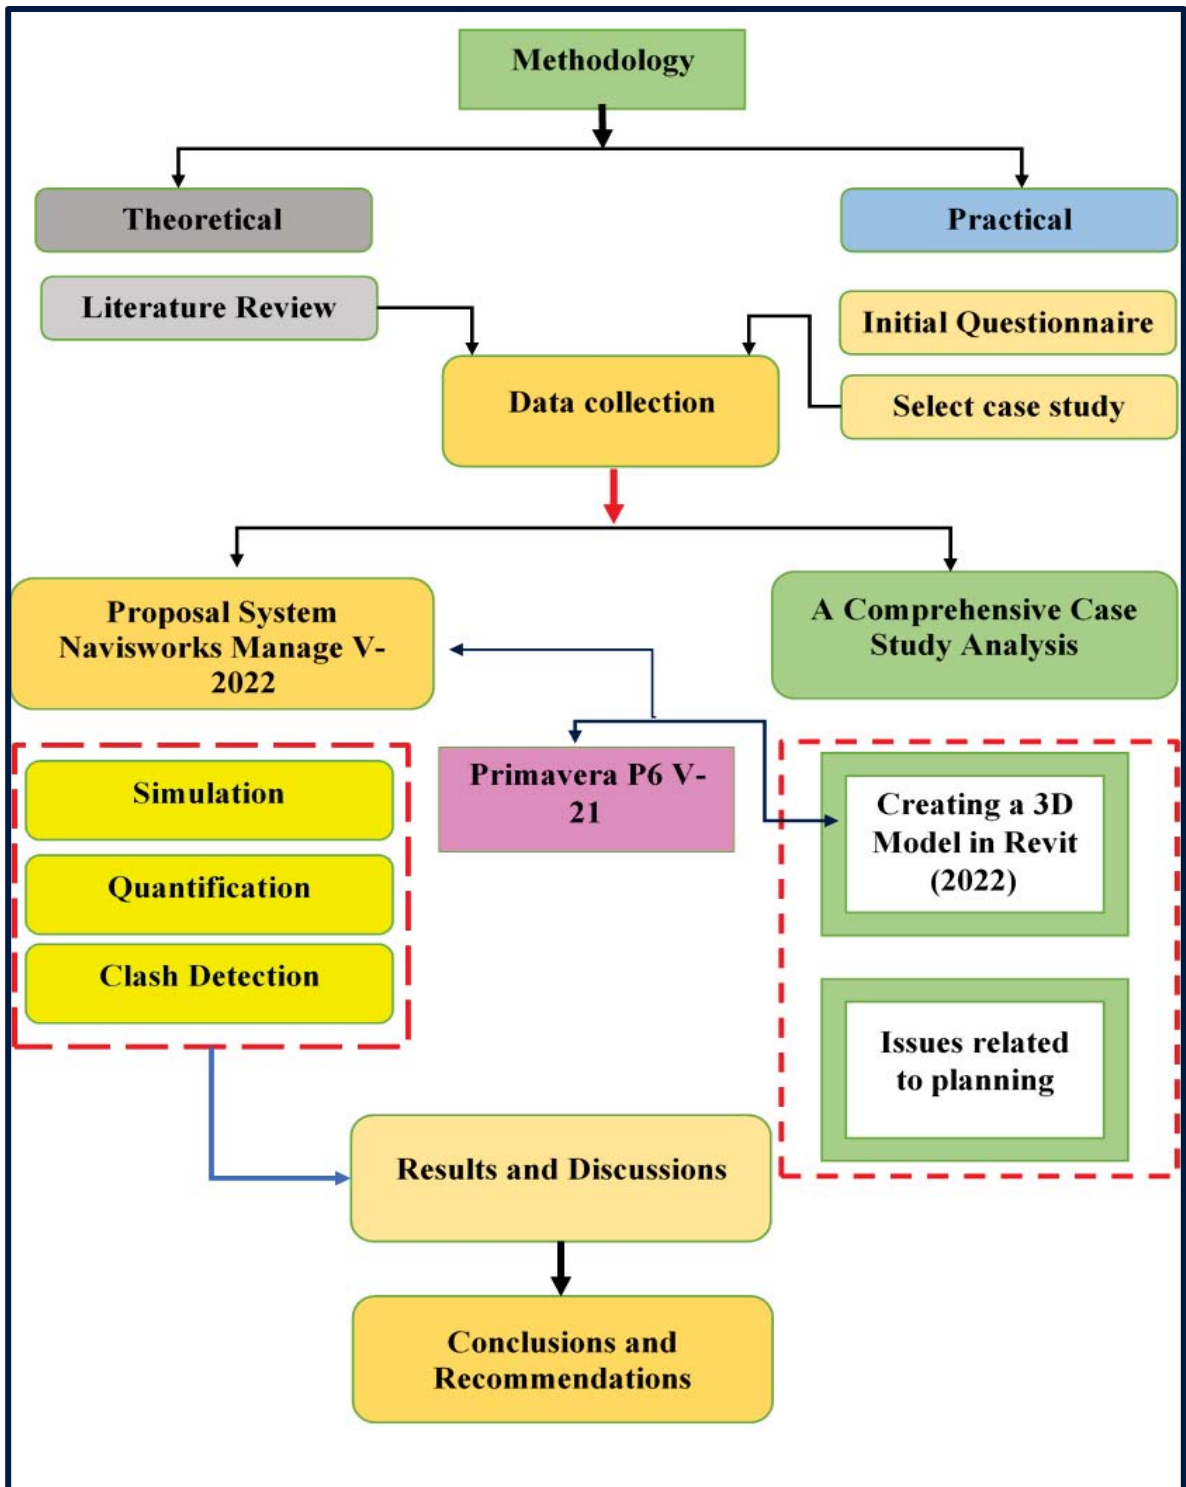 Methodology
Theoretical
Practical
Literature Review
Initial Questionnaire
Data collection
Select case study
Proposal System
Navisworks Manage V-
2022
A Comprehensive Case
Study Analysis
Primavera P6 V-
21
Simulation
Quantification
Clash Detection
Creating a 3D
Model in Revit
(2022)
Issues related
to planning
Results and Discussions
Conclusions and
Recommendations